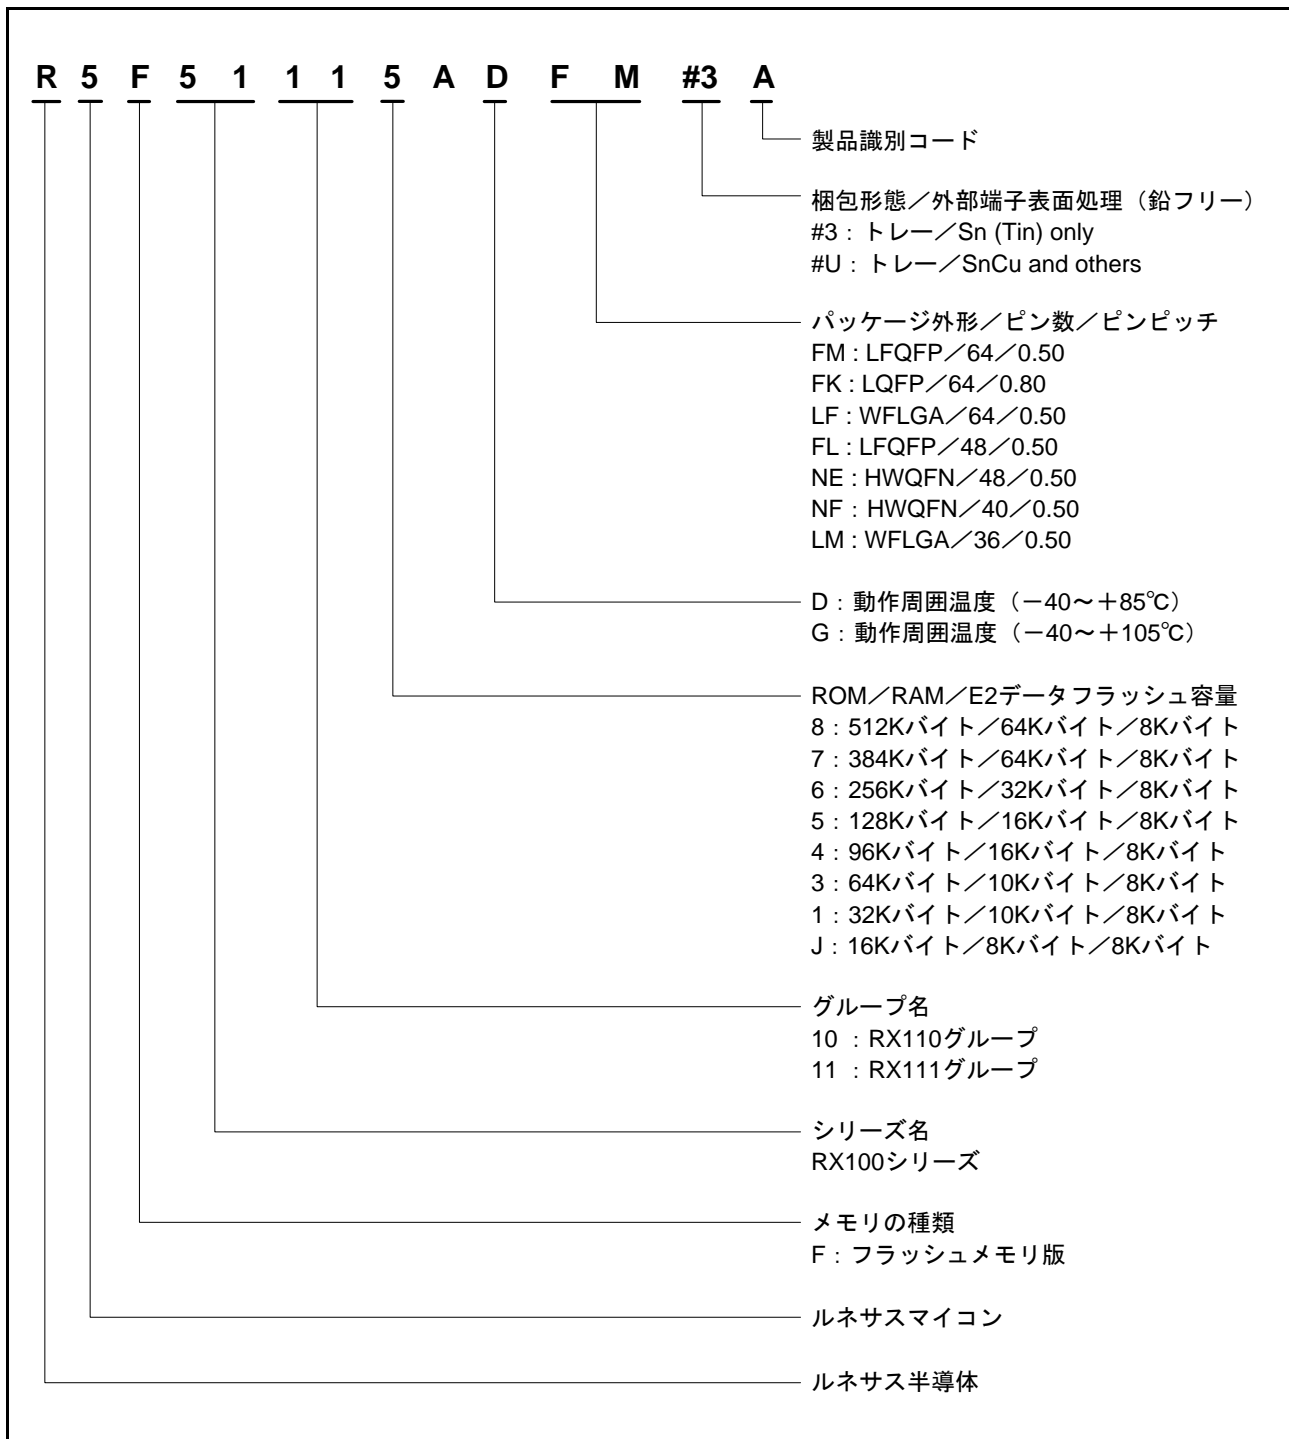 R 5 F 5 1 1 1 5 A D F M #3 A
製品識別コード
梱包形態／外部端子表面処理（鉛フリー）
#3 : トレー／Sn (Tin) only
#U : トレー／SnCu and others
パッケージ外形／ピン数／ピンピッチ
FM : LFQFP／64／0.50
FK : LQFP／64／0.80
LF : WFLGA／64／0.50
FL : LFQFP／48／0.50
NE : HWQFN／48／0.50
NF : HWQFN／40／0.50
LM : WFLGA／36／0.50
D : 動作周囲温度（－40～＋85℃）
G : 動作周囲温度（－40～＋105℃）
ROM／RAM／E2データフラッシュ容量
8 : 512Kバイト／64Kバイト／8Kバイト
7 : 384Kバイト／64Kバイト／8Kバイト
6 : 256Kバイト／32Kバイト／8Kバイト
5 : 128Kバイト／16Kバイト／8Kバイト
4 : 96Kバイト／16Kバイト／8Kバイト
3 : 64Kバイト／10Kバイト／8Kバイト
1 : 32Kバイト／10Kバイト／8Kバイト
J : 16Kバイト／8Kバイト／8Kバイト
グループ名
10 : RX110グループ
11 : RX111グループ
シリーズ名
RX100シリーズ
メモリの種類
F : フラッシュメモリ版
ルネサスマイコン
ルネサス半導体